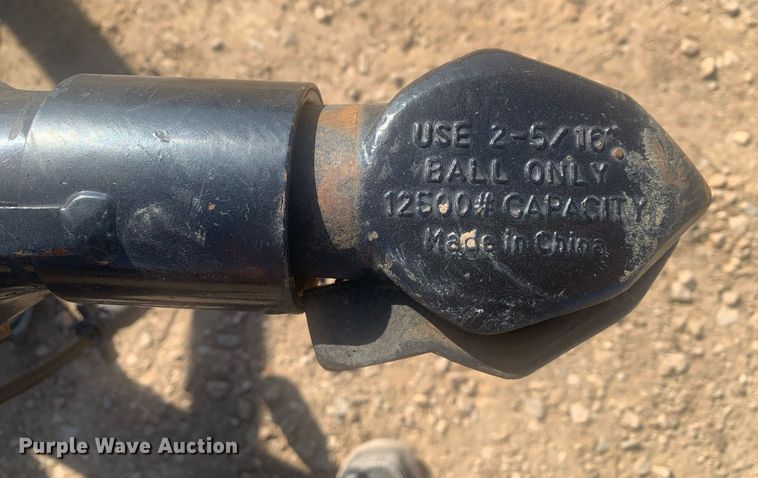 USE 2-5/16"
BALL ONLY
12500# CAPACITY
Made in China
Purple Wave Auction